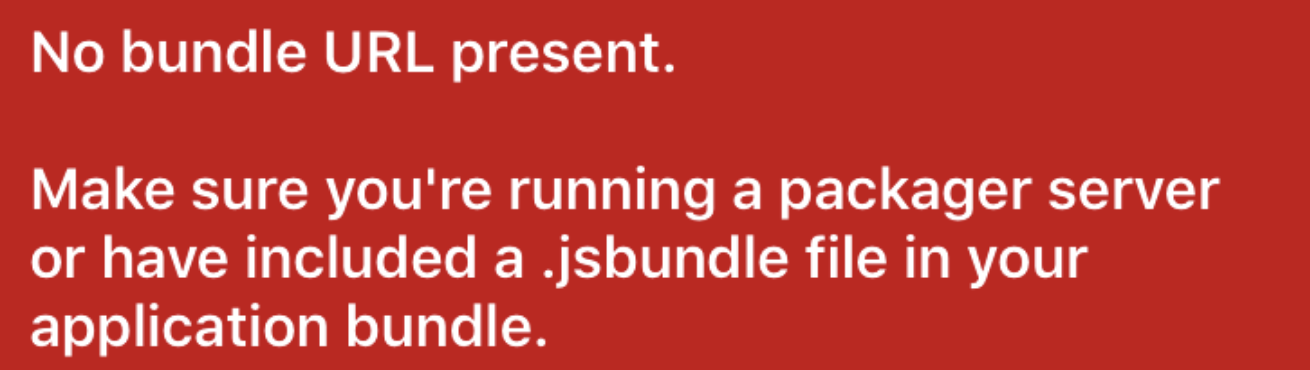 No bundle URL present.
Make sure you're running a packager server
or have included a .jsbundle file in your
application bundle.